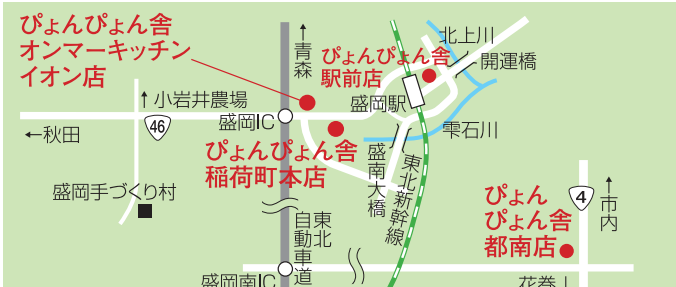 ぴょんぴょん舎
オンマーキッチン
イオン店
↑
青森
ぴょんぴょん舎
駅前店
北上川
開運橋
↑小岩井農場
盛岡IC
盛岡駅
46
←秋田
雫石川
ぴょんぴょん舎
稲荷町本店
盛南大橋
東北新幹線
盛岡手づくり村
ぴょん
ぴょん舎
都南店
4
↑
市内
東北
自動車道
盛岡南IC
花巻↓